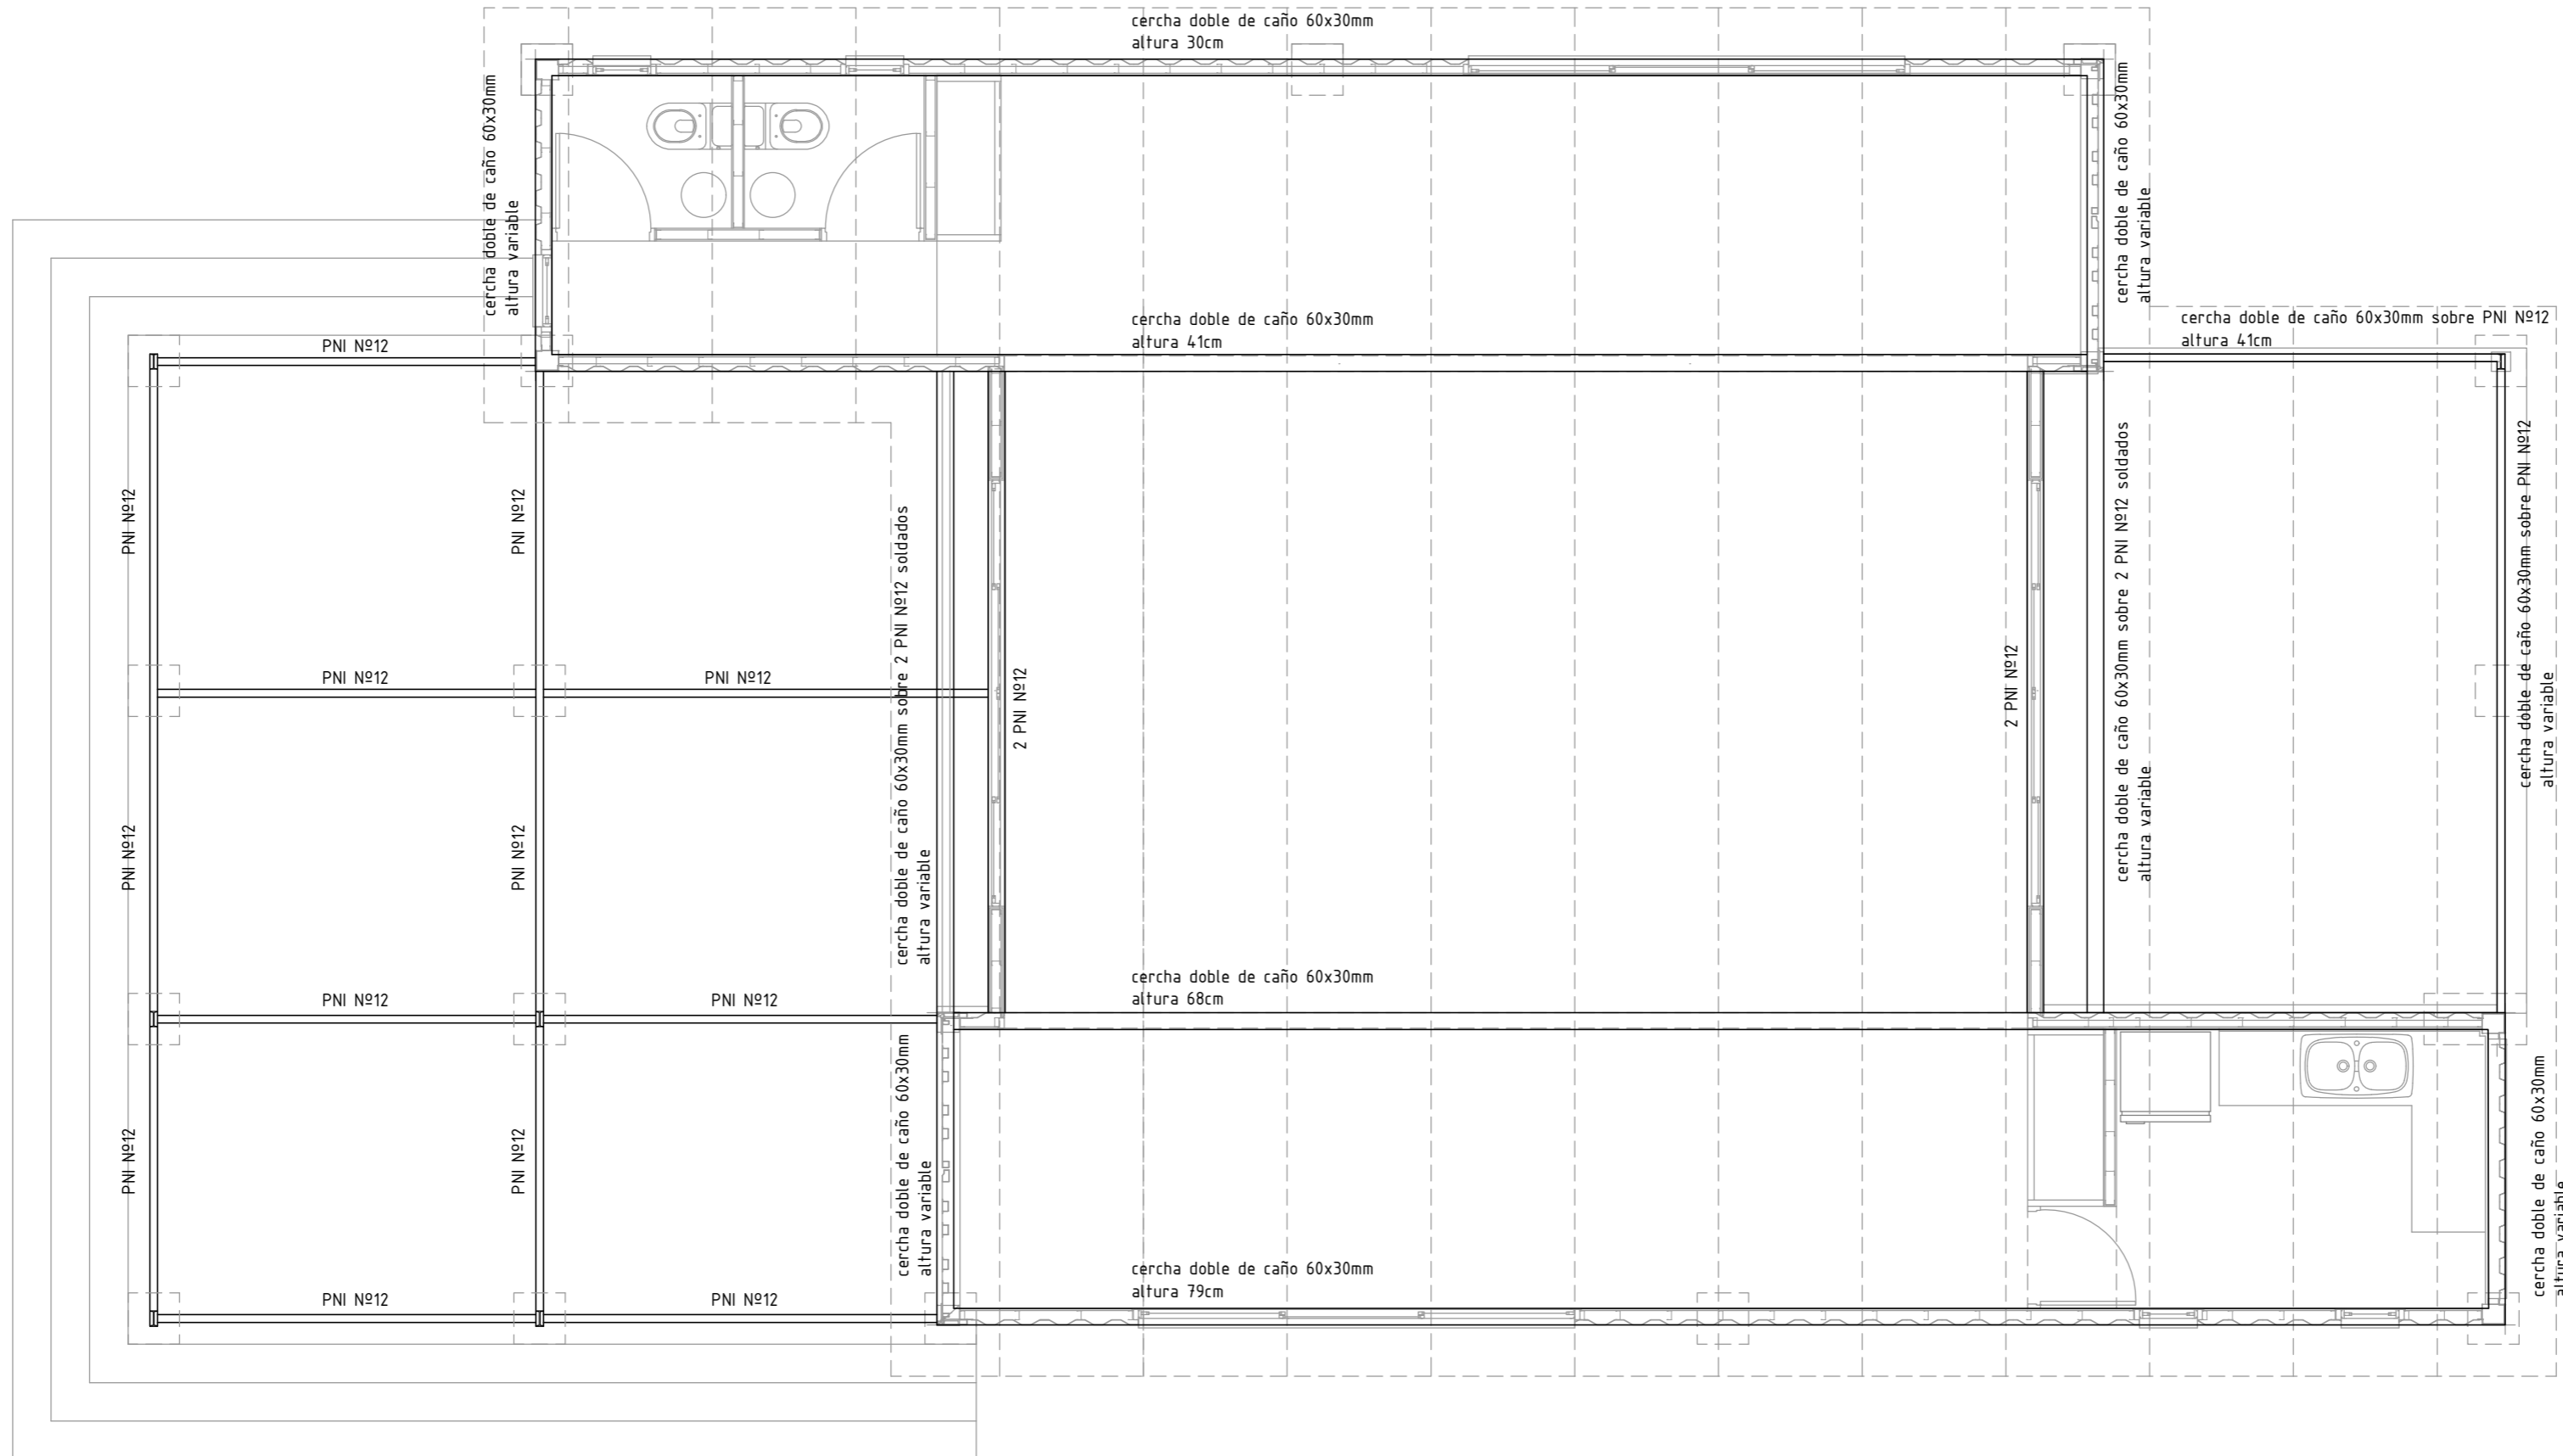 cercha doble de caño 60x30mm
altura 30cm
cercha doble de caño 60x30mm
altura variable
cercha doble de caño 60x30mm
altura variable
cercha doble de caño 60x30mm
altura 41cm
cercha doble de caño 60x30mm sobre PNI Nº12
altura 41cm
PNI Nº12
PNI Nº12
PNI Nº12
cercha doble de caño 60x30mm sobre 2 PNI Nº12 soldados
altura variable
2 PNI Nº12
2 PNI Nº12
cercha doble de caño 60x30mm sobre 2 PNI Nº12 soldados
altura variable
cercha doble de caño 60x30mm sobre PNI Nº12
altura variable
PNI Nº12
PNI Nº12
PNI Nº12
PNI Nº12
PNI Nº12
PNI Nº12
cercha doble de caño 60x30mm
altura 68cm
PNI Nº12
PNI Nº12
cercha doble de caño 60x30mm
altura variable
cercha doble de caño 60x30mm
altura variable
cercha doble de caño 60x30mm
altura 79cm
PNI Nº12
PNI Nº12